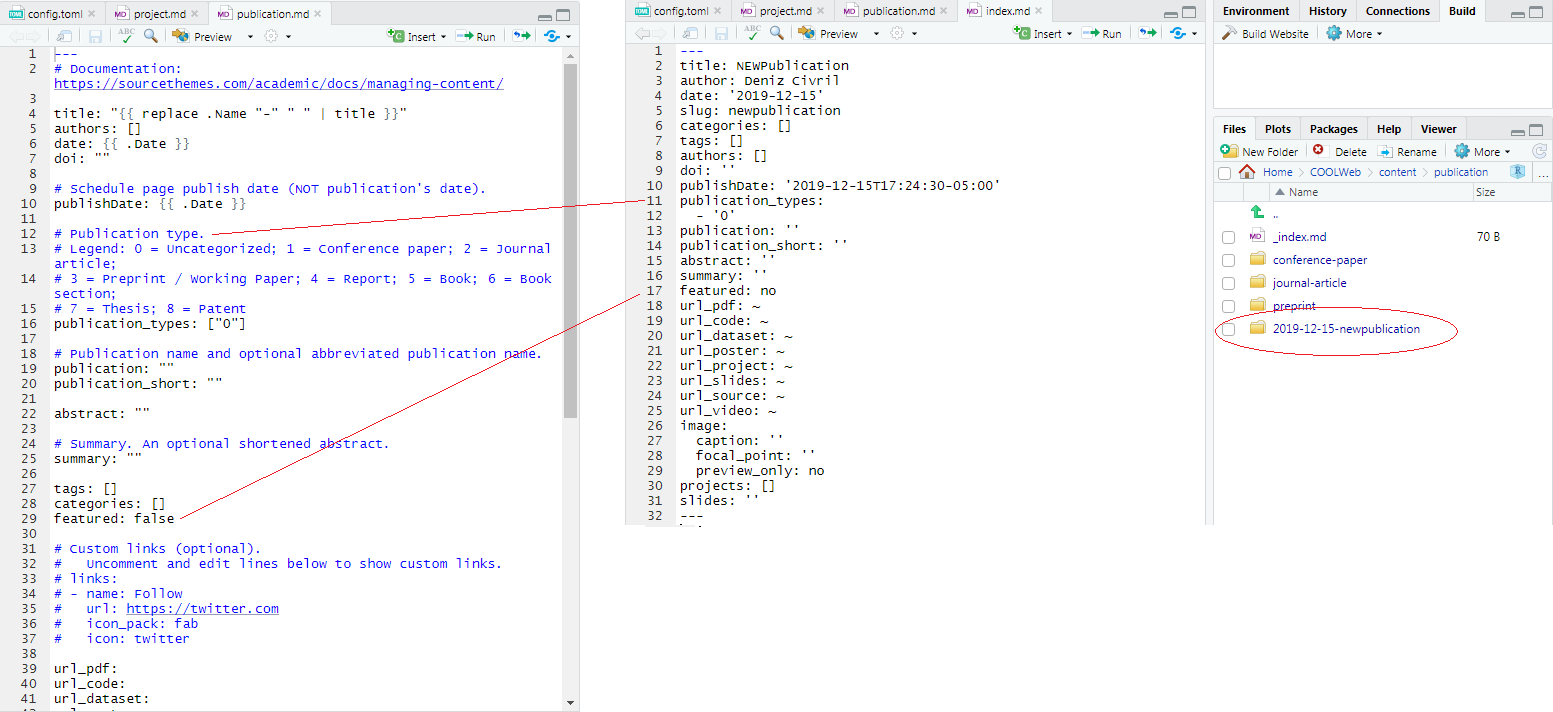 config.toml project.md publication.md
ABC Preview Insert Run
1 ---
2 # Documentation:
https://sourcethemes.com/academic/docs/managing-content/
3
4 title: "{{ replace .Name "-" " " | title }}"
5 authors: []
6 date: {{ .Date }}
7 doi: ""
8
9 # Schedule page publish date (NOT publication's date).
10 publishDate: {{ .Date }}
11
12 # Publication type.
13 # Legend: 0 = Uncategorized; 1 = Conference paper; 2 = Journal
article;
14 # 3 = Preprint / Working Paper; 4 = Report; 5 = Book; 6 = Book
section;
15 # 7 = Thesis; 8 = Patent
16 publication_types: ["0"]
17
18 # Publication name and optional abbreviated publication name.
19 publication: ""
20 publication_short: ""
21
22 abstract: ""
23
24 # Summary. An optional shortened abstract.
25 summary: ""
26
27 tags: []
28 categories: []
29 featured: false
30
31 # Custom links (optional).
32 #   Uncomment and edit lines below to show custom links.
33 # links:
34 # - name: Follow
35 #   url: https://twitter.com
36 #   icon_pack: fab
37 #   icon: twitter
38
39 url_pdf:
40 url_code:
41 url_dataset:
config.toml project.md publication.md index.md
ABC Preview Insert Run
1 ---
2 title: NEWPublication
3 author: Deniz Civril
4 date: '2019-12-15'
5 slug: newpublication
6 categories: []
7 tags: []
8 authors: []
9 doi: ''
10 publishDate: '2019-12-15T17:24:30-05:00'
11 publication_types:
12   - '0'
13 publication: ''
14 publication_short: ''
15 abstract: ''
16 summary: ''
17 featured: no
18 url_pdf: ~
19 url_code: ~
20 url_dataset: ~
21 url_poster: ~
22 url_project: ~
23 url_slides: ~
24 url_source: ~
25 url_video: ~
26 image:
27   caption: ''
28   focal_point: ''
29   preview_only: no
30 projects: []
31 slides: ''
32 ---
Environment History Connections Build
Build Website More
Files Plots Packages Help Viewer
New Folder Delete Rename More
Home COOLWeb content publication R ...
Name Size
..
MD _index.md 70 B
conference-paper
journal-article
preprint
2019-12-15-newpublication